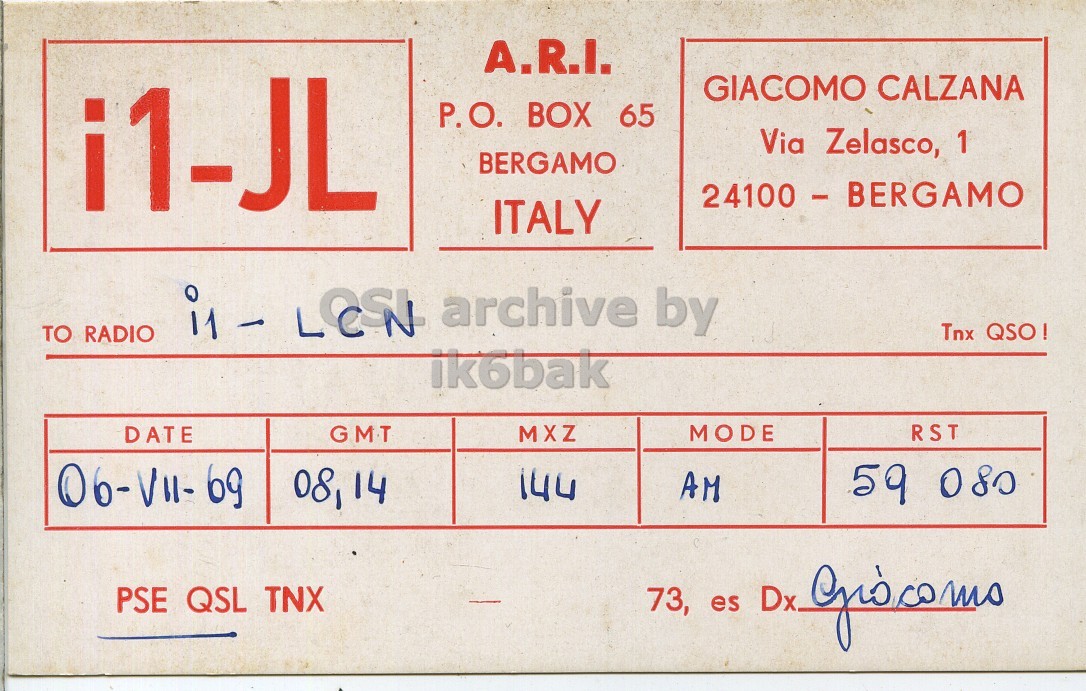 i1-JL
A.R.I.
P.O. BOX 65
BERGAMO
ITALY
GIACOMO CALZANA
Via Zelasco, 1
24100 - BERGAMO
TO RADIO i1 - LCN Tnx QSO!
QSL archive by
ik6bak
DATE GMT MXZ MODE RST
06-VII-69 08,14 144 AM 59 080
PSE QSL TNX — 73, es Dx Giàcomo